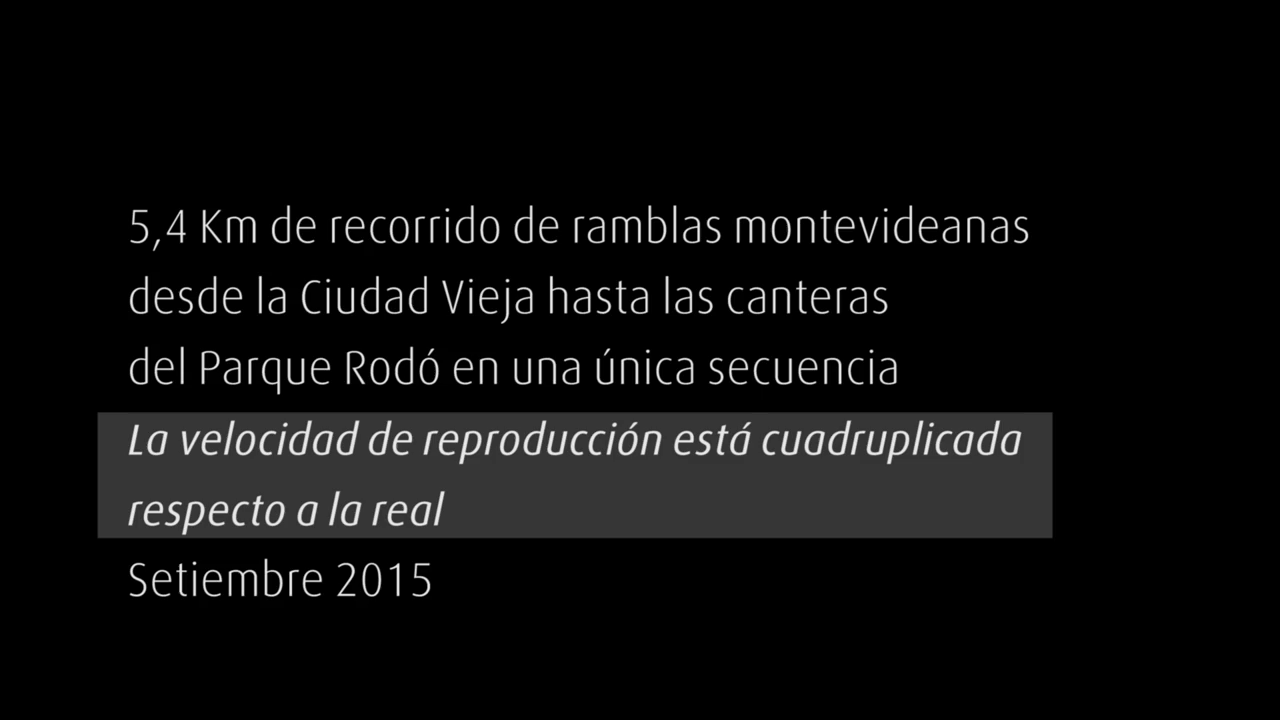 5,4 Km de recorrido de ramblas montevideanas
desde la Ciudad Vieja hasta las canteras
del Parque Rodó en una única secuencia
La velocidad de reproducción está cuadruplicada
respecto a la real
Setiembre 2015